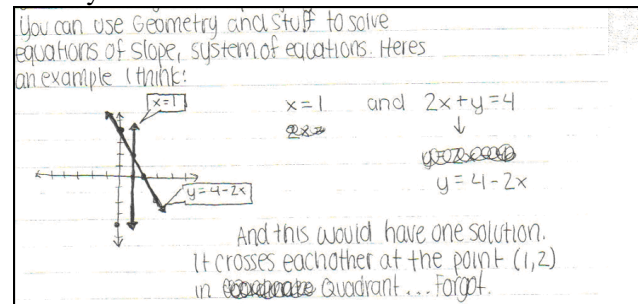 You can use Geometry and stuff to solve
equations of slope, system of equations. Heres
an example I think:
x=1
x=1 and 2x+y=4
y=4-2x
y=4-2x
And this would have one solution.
It crosses eachother at the point (1,2)
in Quadrant... Forgot.